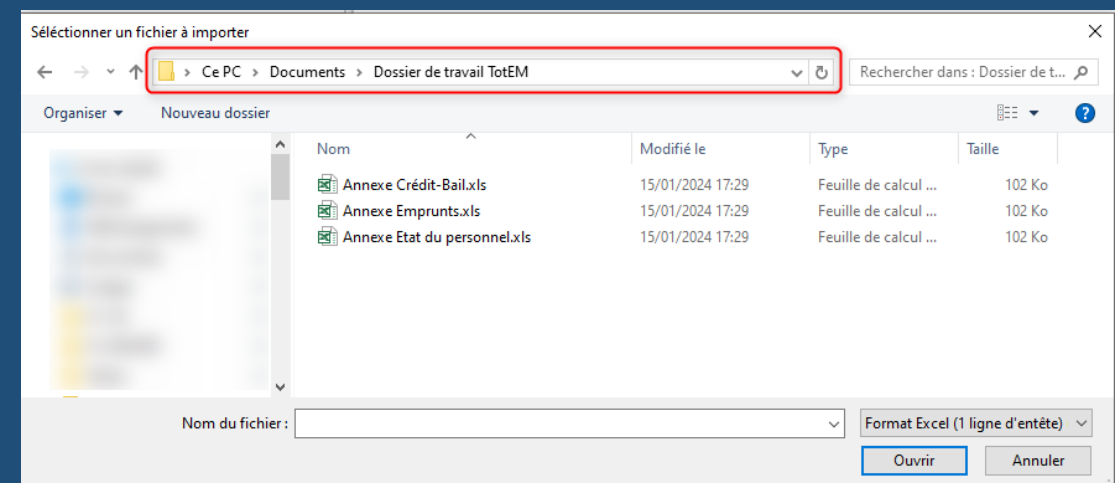 Séléctionner un fichier à importer
Ce PC > Documents > Dossier de travail TotEM
Rechercher dans : Dossier de t...
Organiser Nouveau dossier
Nom Modifié le Type Taille
Annexe Crédit-Bail.xls 15/01/2024 17:29 Feuille de calcul ... 102 Ko
Annexe Emprunts.xls 15/01/2024 17:29 Feuille de calcul ... 102 Ko
Annexe Etat du personnel.xls 15/01/2024 17:29 Feuille de calcul ... 102 Ko
Nom du fichier : Format Excel (1 ligne d'entête)
Ouvrir Annuler